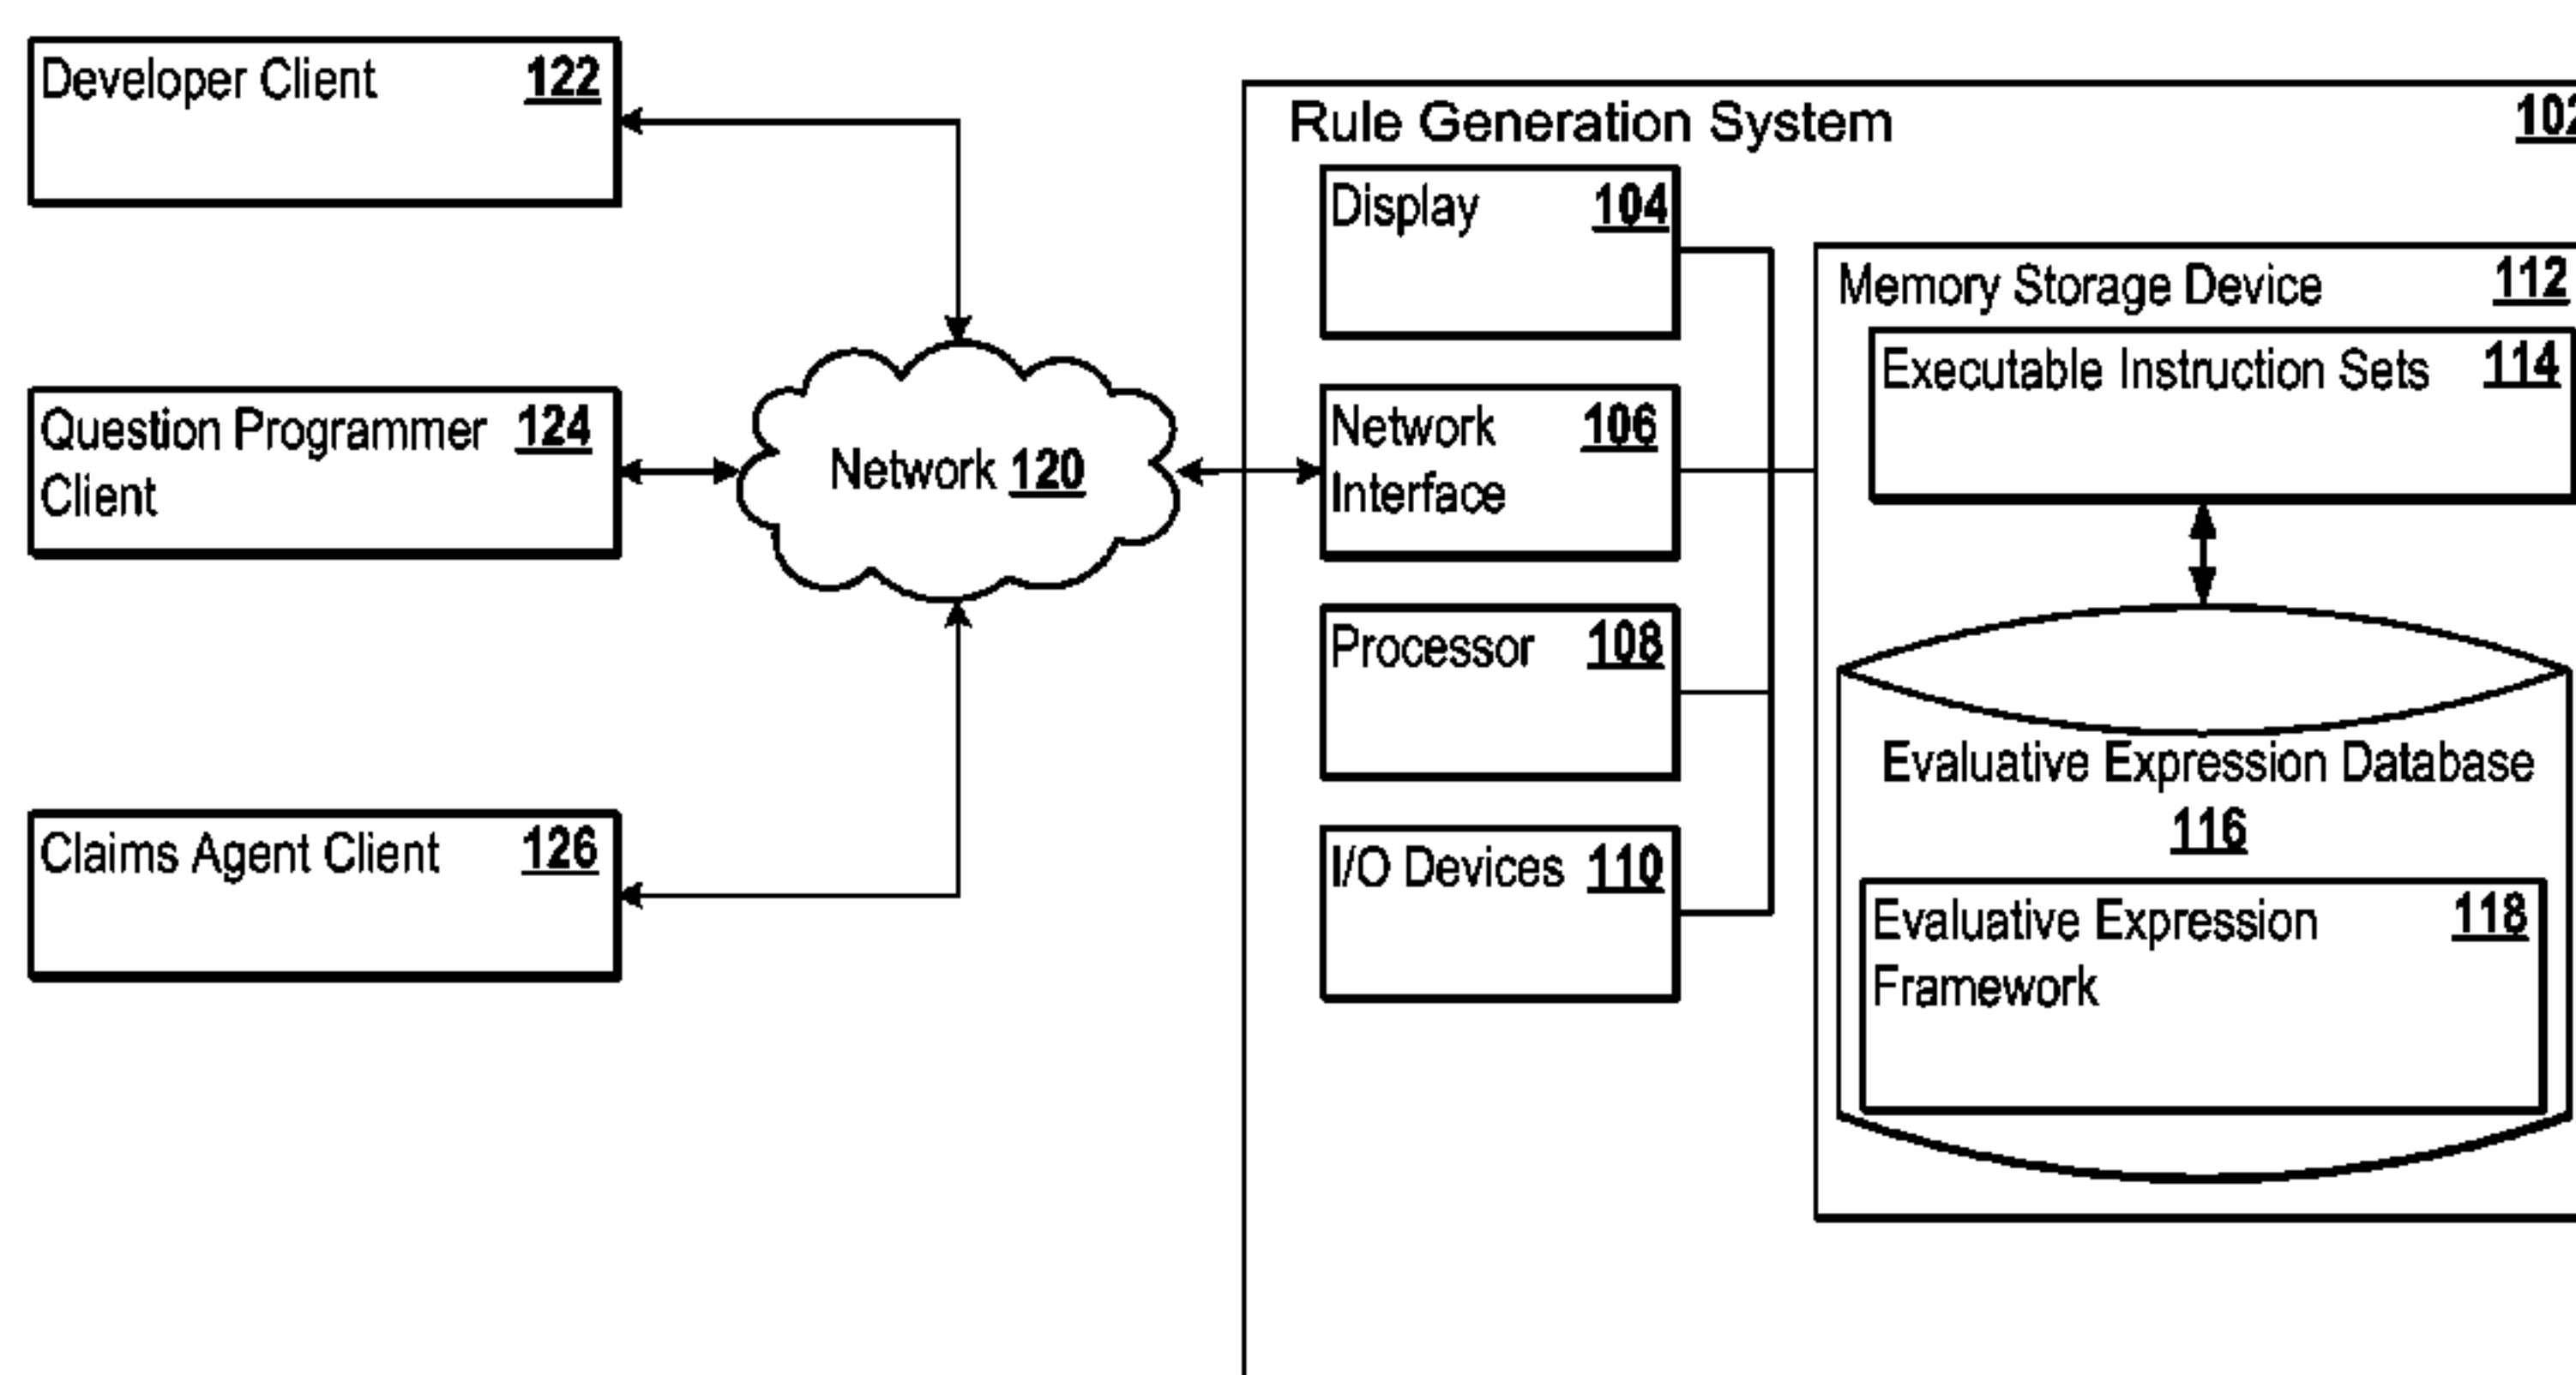 Developer Client 122
Question Programmer 124
Client
Claims Agent Client 126
Network 120
Rule Generation System 102
Display 104
Network 106
Interface
Processor 108
I/O Devices 110
Memory Storage Device 112
Executable Instruction Sets 114
Evaluative Expression Database
116
Evaluative Expression 118
Framework